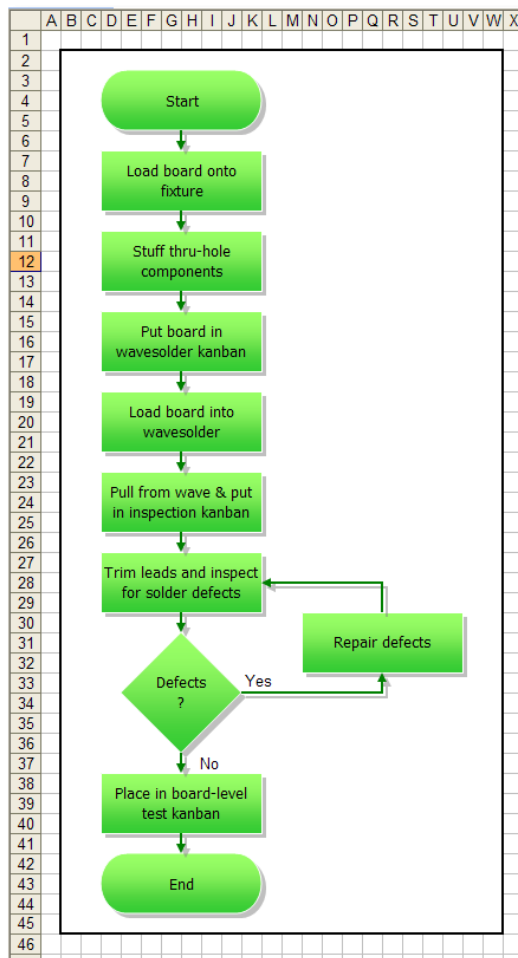 A B C D E F G H I J K L M N O P Q R S T U V W X
1
2
3
4
5
6
7
8
9
10
11
12
13
14
15
16
17
18
19
20
21
22
23
24
25
26
27
28
29
30
31
32
33
34
35
36
37
38
39
40
41
42
43
44
45
46
Start
Load board onto
fixture
Stuff thru-hole
components
Put board in
wavesolder kanban
Load board into
wavesolder
Pull from wave & put
in inspection kanban
Trim leads and inspect
for solder defects
Repair defects
Defects
?
Yes
No
Place in board-level
test kanban
End